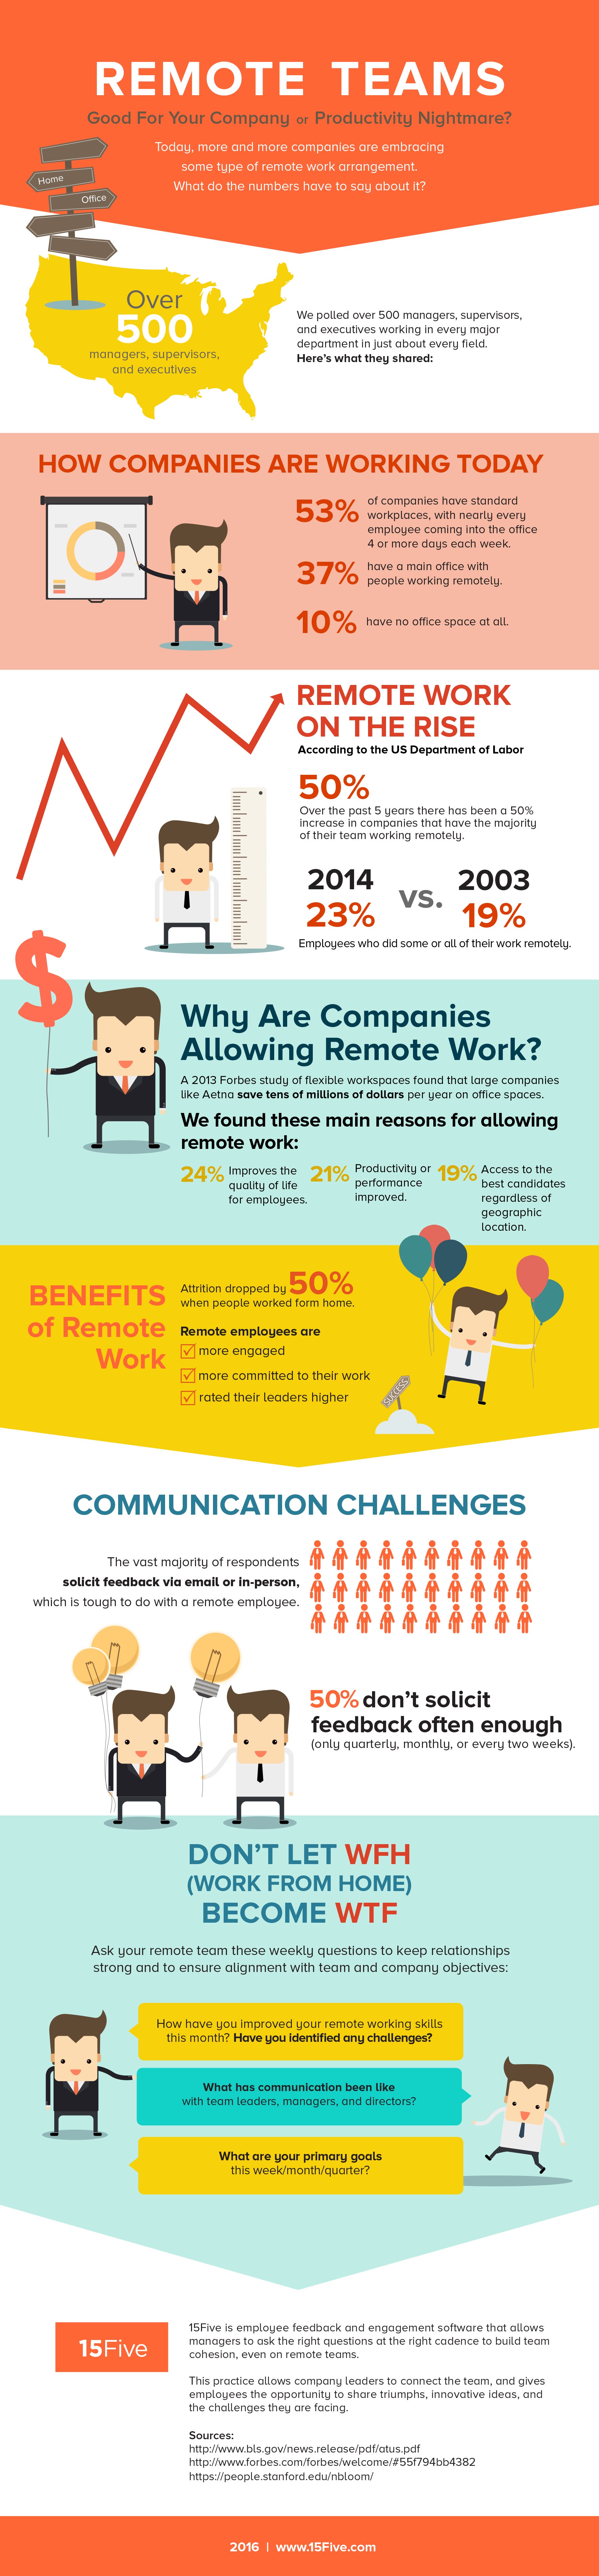 REMOTE TEAMS
Good For Your Company or Productivity Nightmare?
Today, more and more companies are embracing
some type of remote work arrangement.
What do the numbers have to say about it?
Home
Office
Over
500
managers, supervisors,
and executives
We polled over 500 managers, supervisors,
and executives working in every major
department in just about every field.
Here's what they shared:
HOW COMPANIES ARE WORKING TODAY
53% of companies have standard
workplaces, with nearly every
employee coming into the office
4 or more days each week.
37% have a main office with
people working remotely.
10% have no office space at all.
REMOTE WORK
ON THE RISE
According to the US Department of Labor
50%
Over the past 5 years there has been a 50%
increase in companies that have the majority
of their team working remotely.
2014 vs. 2003
23% 19%
Employees who did some or all of their work remotely.
$
Why Are Companies
Allowing Remote Work?
A 2013 Forbes study of flexible workspaces found that large companies
like Aetna save tens of millions of dollars per year on office spaces.
We found these main reasons for allowing
remote work:
24% Improves the
quality of life
for employees.
21% Productivity or
performance
improved.
19% Access to the
best candidates
regardless of
geographic
location.
BENEFITS
of Remote
Work
Attrition dropped by 50%
when people worked form home.
Remote employees are
more engaged
more committed to their work
rated their leaders higher
SUCCESS
COMMUNICATION CHALLENGES
The vast majority of respondents
solicit feedback via email or in-person,
which is tough to do with a remote employee.
50% don't solicit
feedback often enough
(only quarterly, monthly, or every two weeks).
DON'T LET WFH
(WORK FROM HOME)
BECOME WTF
Ask your remote team these weekly questions to keep relationships
strong and to ensure alignment with team and company objectives:
How have you improved your remote working skills
this month? Have you identified any challenges?
What has communication been like
with team leaders, managers, and directors?
What are your primary goals
this week/month/quarter?
15Five
15Five is employee feedback and engagement software that allows
managers to ask the right questions at the right cadence to build team
cohesion, even on remote teams.
This practice allows company leaders to connect the team, and gives
employees the opportunity to share triumphs, innovative ideas, and
the challenges they are facing.
Sources:
http://www.bls.gov/news.release/pdf/atus.pdf
http://www.forbes.com/forbes/welcome/#55f794bb4382
https://people.stanford.edu/nbloom/
2016 | www.15Five.com